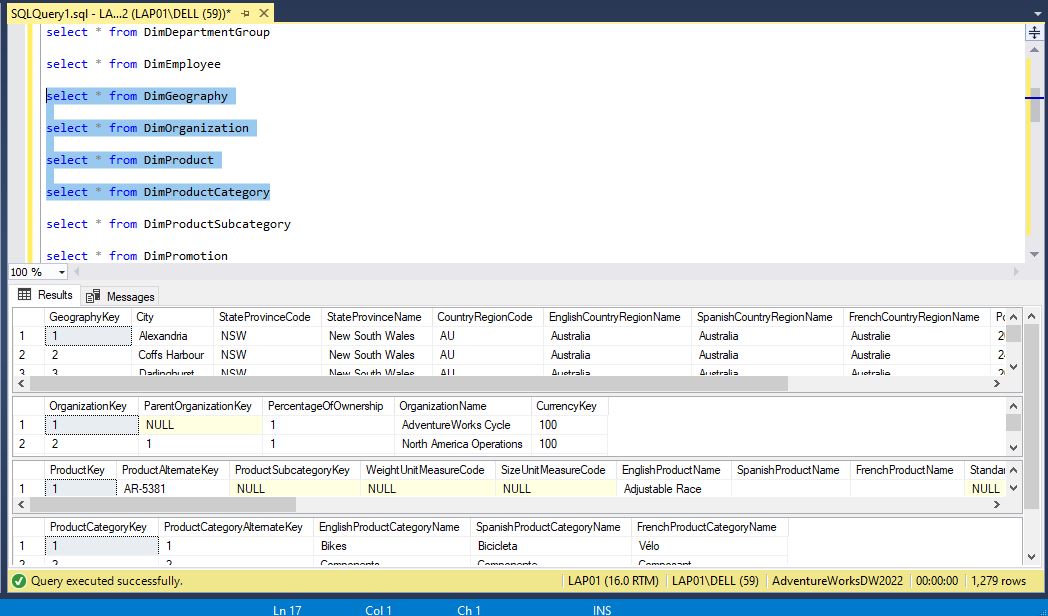 SQLQuery1.sql - LA...2 (LAP01\DELL (59))*
select * from DimDepartmentGroup
select * from DimEmployee
select * from DimGeography
select * from DimOrganization
select * from DimProduct
select * from DimProductCategory
select * from DimProductSubcategory
select * from DimPromotion
100 %
Results Messages
GeographyKey City StateProvinceCode StateProvinceName CountryRegionCode EnglishCountryRegionName SpanishCountryRegionName FrenchCountryRegionName
1 1 Alexandria NSW New South Wales AU Australia Australia Australie
2 2 Coffs Harbour NSW New South Wales AU Australia Australia Australie
3 3 Darlinghurst NSW New South Wales AU Australia Australia Australie
OrganizationKey ParentOrganizationKey PercentageOfOwnership OrganizationName CurrencyKey
1 1 NULL 1 AdventureWorks Cycle 100
2 2 1 1 North America Operations 100
ProductKey ProductAlternateKey ProductSubcategoryKey WeightUnitMeasureCode SizeUnitMeasureCode EnglishProductName SpanishProductName FrenchProductName Standar
1 1 AR-5381 NULL NULL NULL Adjustable Race NULL
ProductCategoryKey ProductCategoryAlternateKey EnglishProductCategoryName SpanishProductCategoryName FrenchProductCategoryName
1 1 1 Bikes Bicicleta Vélo
2 2 2 Components Componente Composant
Query executed successfully. LAP01 (16.0 RTM) LAP01\DELL (59) AdventureWorksDW2022 00:00:00 1,279 rows
Ln 17 Col 1 Ch 1 INS